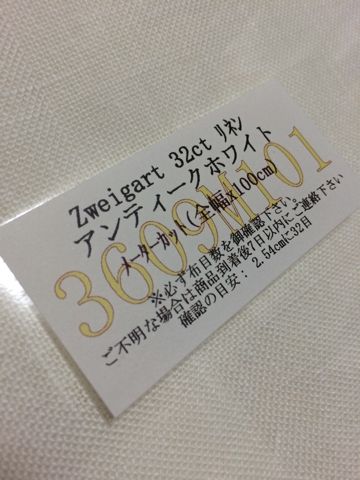 Zweigart 32ct ﾘﾈﾝ
アンティークホワイト
メーターカット(全幅x100cm)
3609M101
※必ず布目数を御確認下さい。
ご不明な場合は商品到着後7日以内にご連絡下さい
確認の目安：2.54cmに32目